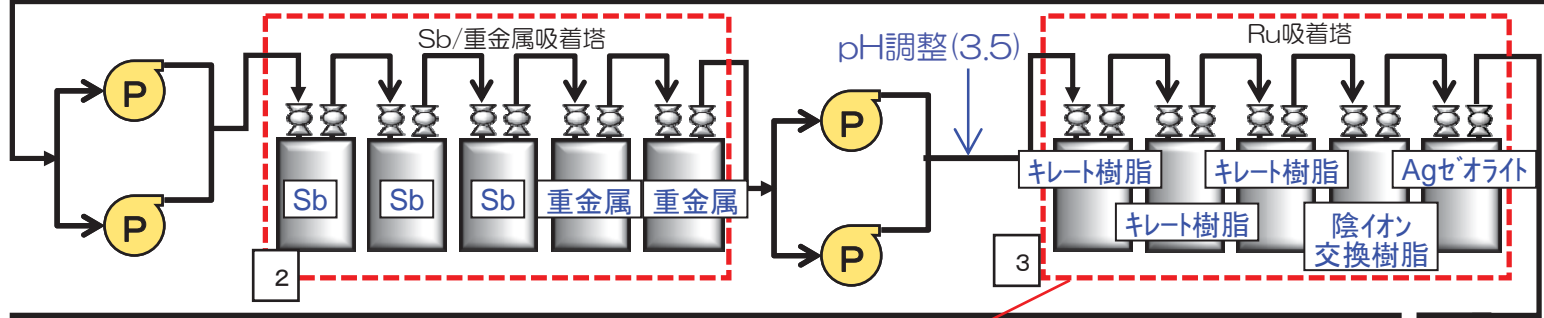 Sb/重金属吸着塔
P
P
Sb
Sb
Sb
重金属
重金属
2
pH調整(3.5)
P
P
Ru吸着塔
キレート樹脂
キレート樹脂
キレート樹脂
陰イオン
交換樹脂
Agゼオライト
3